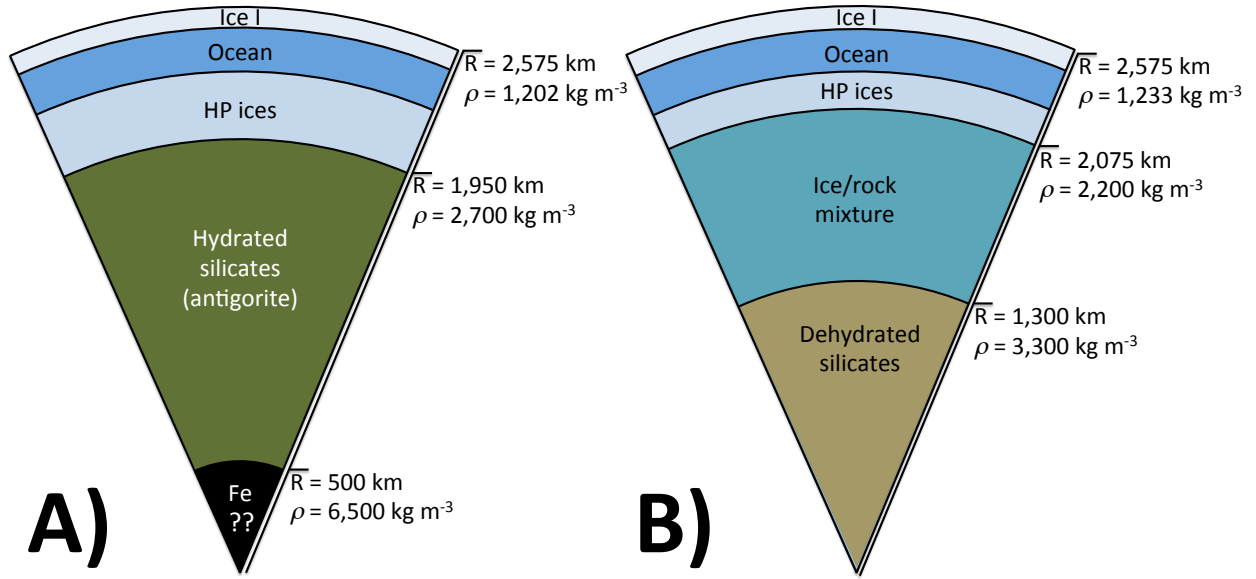 Ice I
Ocean
HP ices
R = 2,575 km
ρ = 1,202 kg m⁻³
R = 1,950 km
ρ = 2,700 kg m⁻³
Hydrated
silicates
(antigorite)
Fe
??
R = 500 km
ρ = 6,500 kg m⁻³
A)
Ice I
Ocean
HP ices
R = 2,575 km
ρ = 1,233 kg m⁻³
R = 2,075 km
ρ = 2,200 kg m⁻³
Ice/rock
mixture
R = 1,300 km
ρ = 3,300 kg m⁻³
Dehydrated
silicates
B)